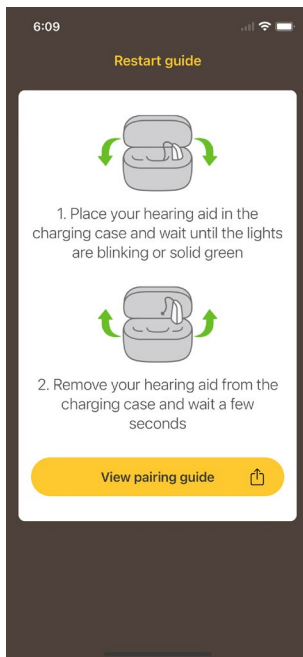 6:09
Restart guide
1. Place your hearing aid in the
charging case and wait until the lights
are blinking or solid green
2. Remove your hearing aid from the
charging case and wait a few
seconds
View pairing guide